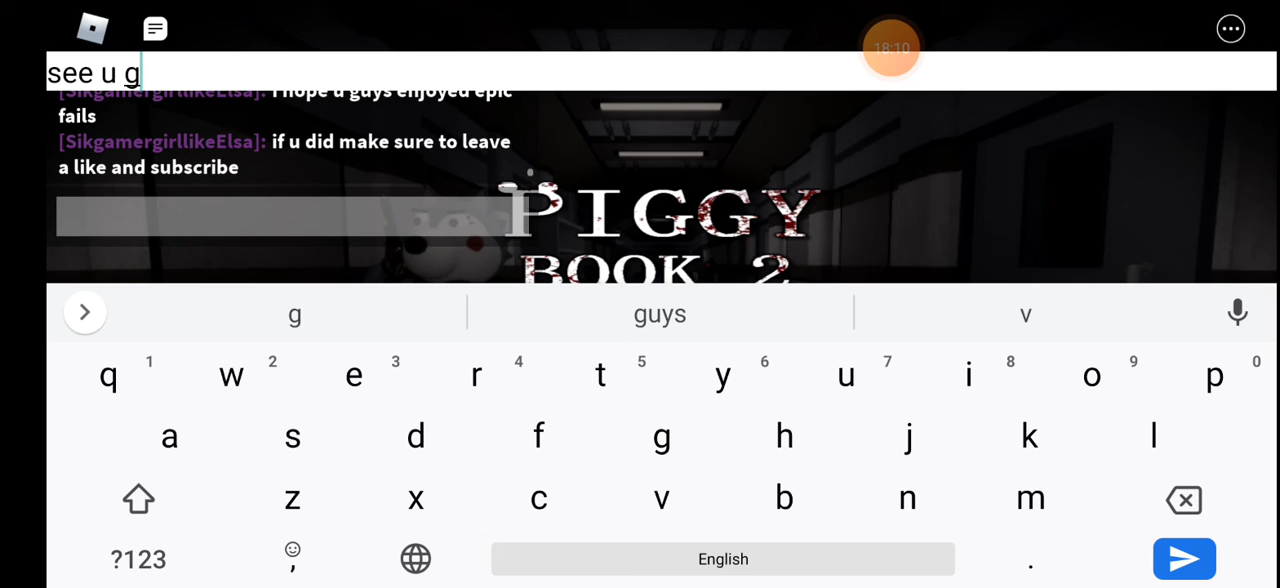 18:10
see u g
[SikgamergirllikeElsa]: I hope u guys enjoyed epic
fails
[SikgamergirllikeElsa]: if u did make sure to leave
a like and subscribe
PIGGY
BOOK 2
g guys v
q 1 w 2 e 3 r 4 t 5 y 6 u 7 i 8 o 9 p 0
a s d f g h j k l
z x c v b n m
?123 , English .